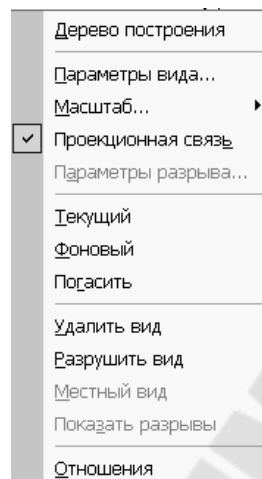 Дерево построения
Параметры вида...
Масштаб...
Проекционная связь
Параметры разрыва...
Текущий
Фоновый
Погасить
Удалить вид
Разрушить вид
Местный вид
Показать разрывы
Отношения